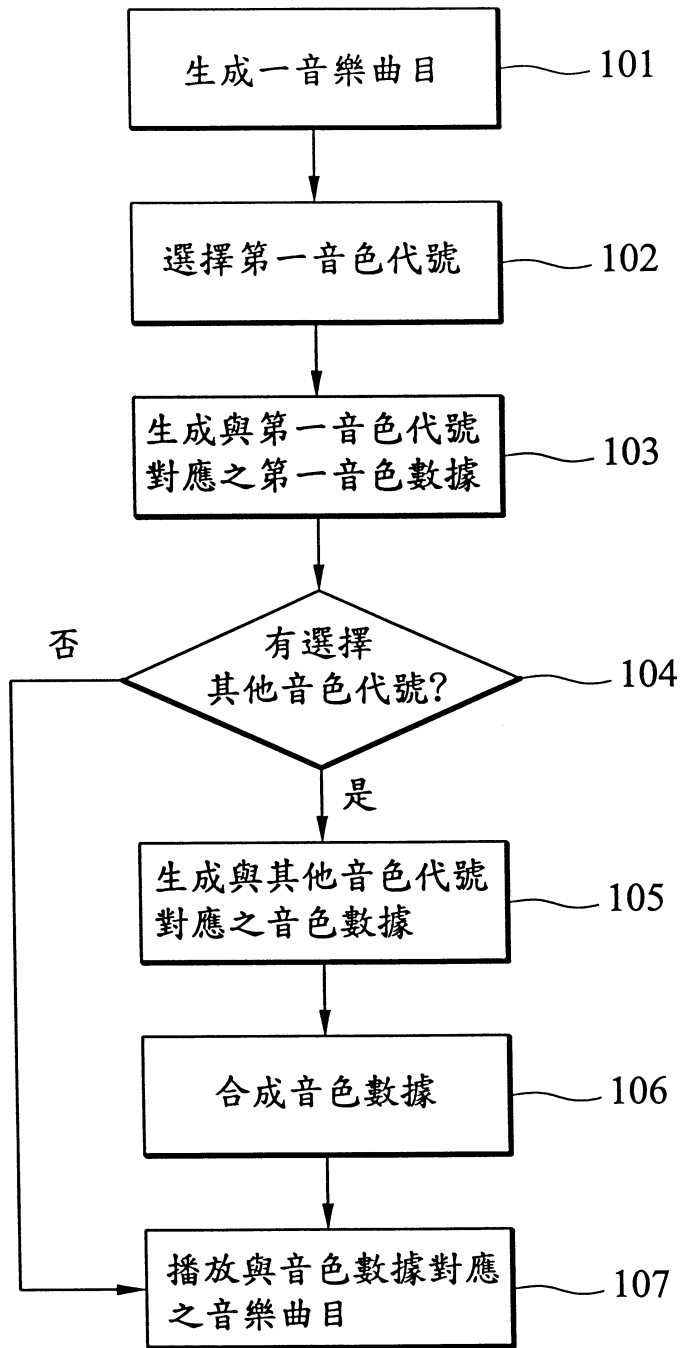 生成一音樂曲目
101
選擇第一音色代號
102
生成與第一音色代號
對應之第一音色數據
103
有選擇
其他音色代號?
104
否
是
生成與其他音色代號
對應之音色數據
105
合成音色數據
106
播放與音色數據對應
之音樂曲目
107